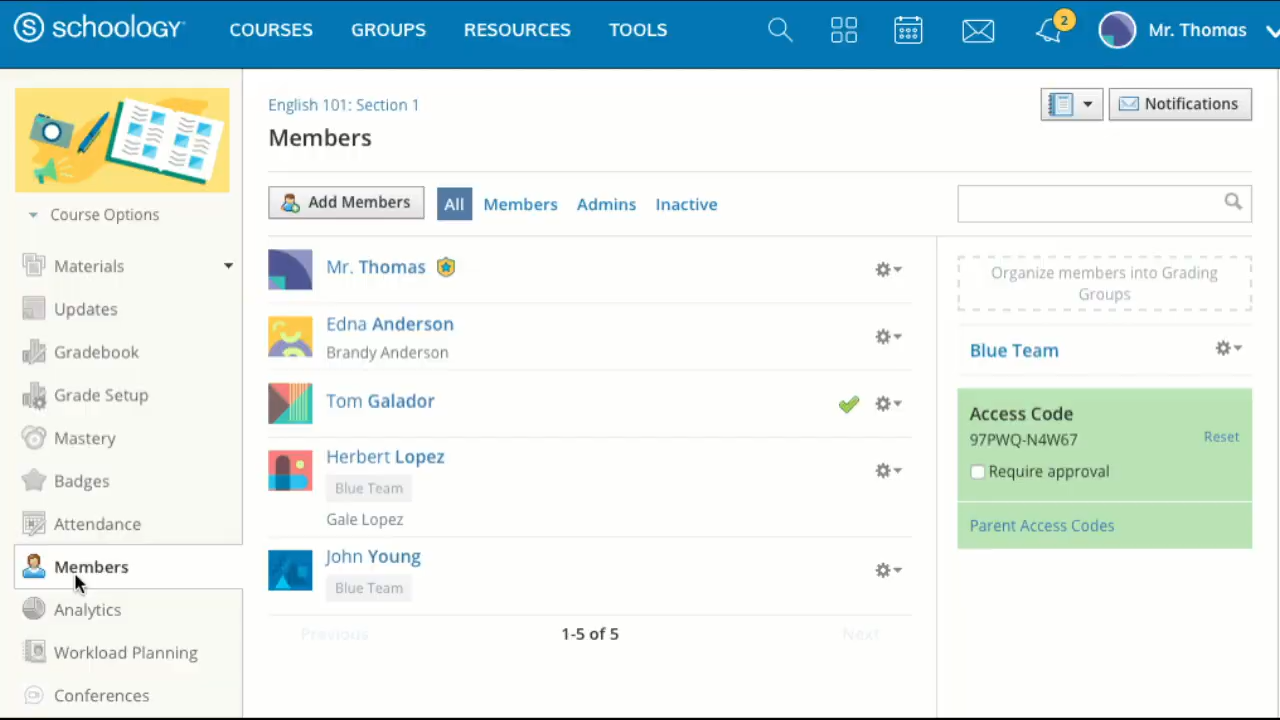 schoology
COURSES
GROUPS
RESOURCES
TOOLS
2
Mr. Thomas
English 101: Section 1
Members
Notifications
Course Options
Materials
Updates
Gradebook
Grade Setup
Mastery
Badges
Attendance
Members
Analytics
Workload Planning
Conferences
Add Members
All
Members
Admins
Inactive
Mr. Thomas
Edna Anderson
Brandy Anderson
Tom Galador
Herbert Lopez
Blue Team
Gale Lopez
John Young
Blue Team
Previous
1-5 of 5
Next
Organize members into Grading
Groups
Blue Team
Access Code
97PWQ-N4W67
Reset
Require approval
Parent Access Codes